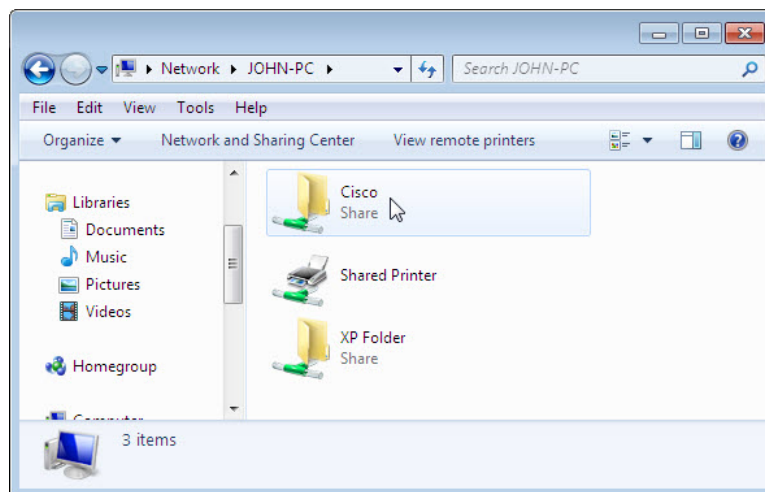 Network JOHN-PC Search JOHN-PC
File Edit View Tools Help
Organize Network and Sharing Center View remote printers
Libraries
Documents
Music
Pictures
Videos
Homegroup
Cisco
Share
Shared Printer
XP Folder
Share
3 items